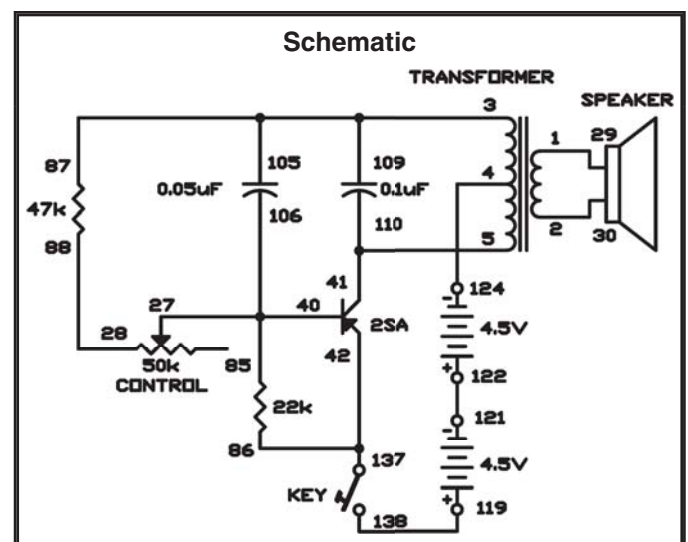 Schematic
TRANSFORMER
SPEAKER
3
1
29
87
105
109
4
47k
0.05uF
0.1uF
106
110
88
2
30
5
41
124
27
40
28
2SA
4.5V
50k
85
42
CONTROL
122
22k
121
86
137
4.5V
KEY
119
138